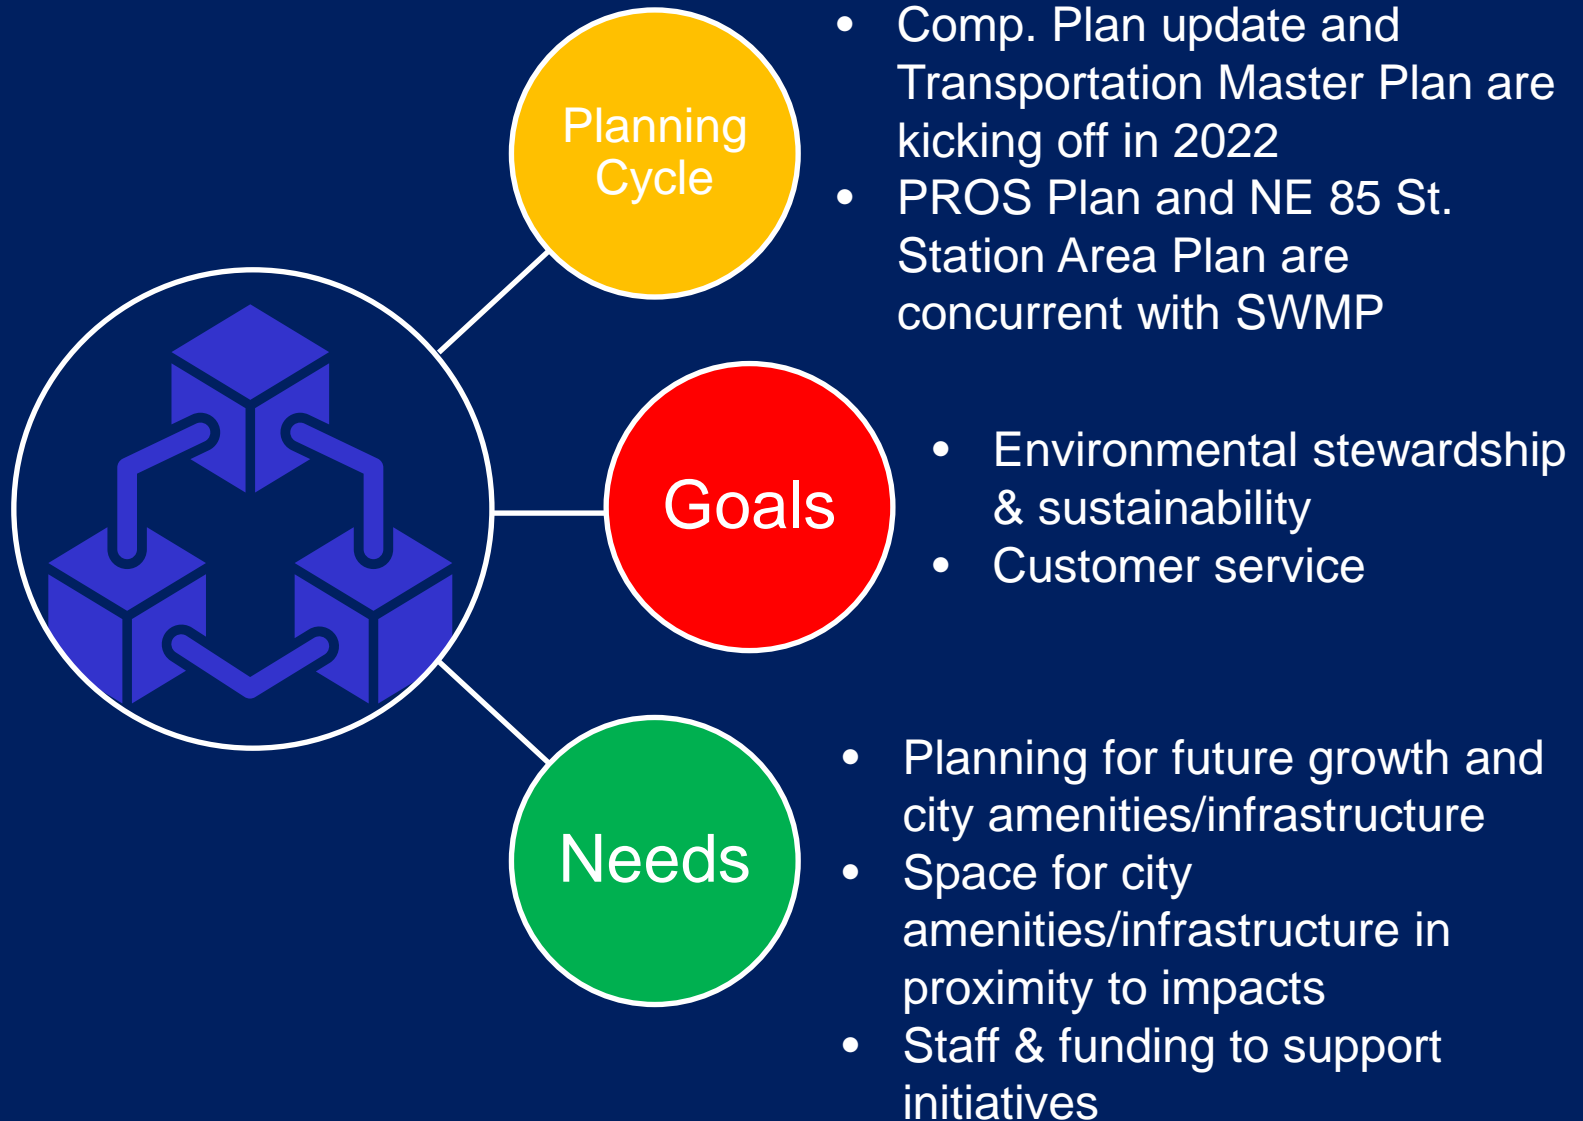 Planning
Cycle
• Comp. Plan update and
Transportation Master Plan are
kicking off in 2022
• PROS Plan and NE 85 St.
Station Area Plan are
concurrent with SWMP
Goals
• Environmental stewardship
& sustainability
• Customer service
Needs
• Planning for future growth and
city amenities/infrastructure
• Space for city
amenities/infrastructure in
proximity to impacts
• Staff & funding to support
initiatives